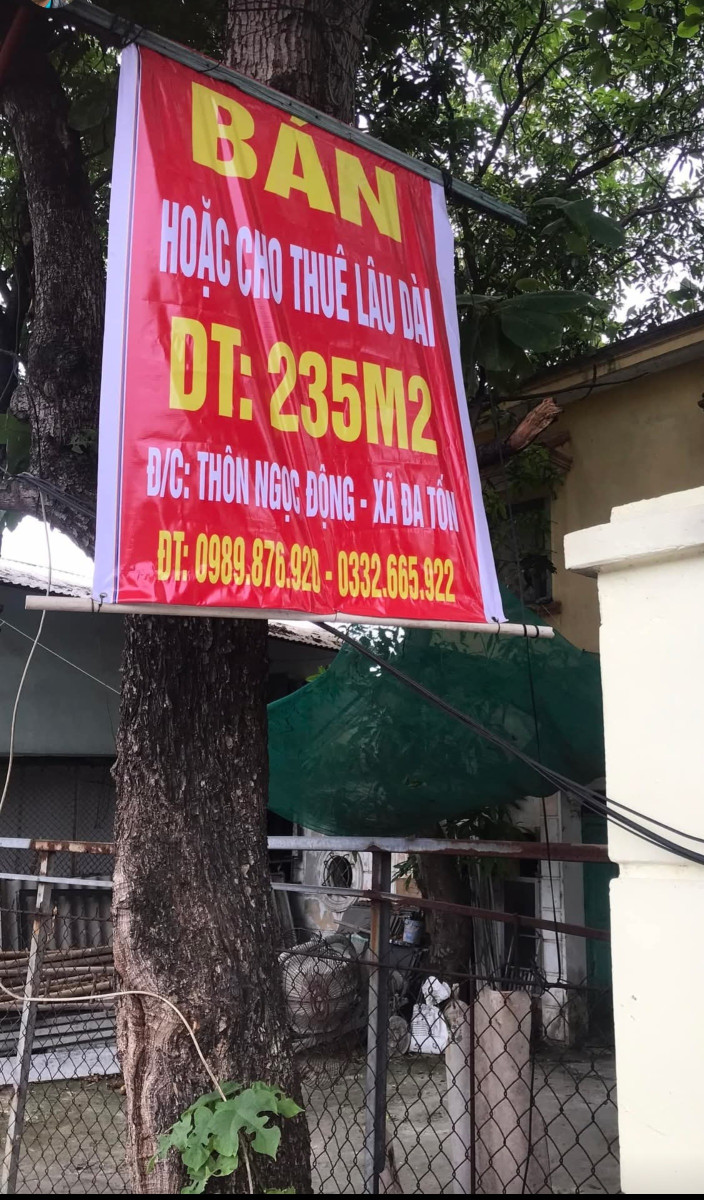 BÁN
HOẶC CHO THUÊ LÂU DÀI
DT: 235M2
Đ/C: THÔN NGỌC ĐỘNG - XÃ ĐA TỐN
ĐT: 0989.876.920 - 0332.665.922